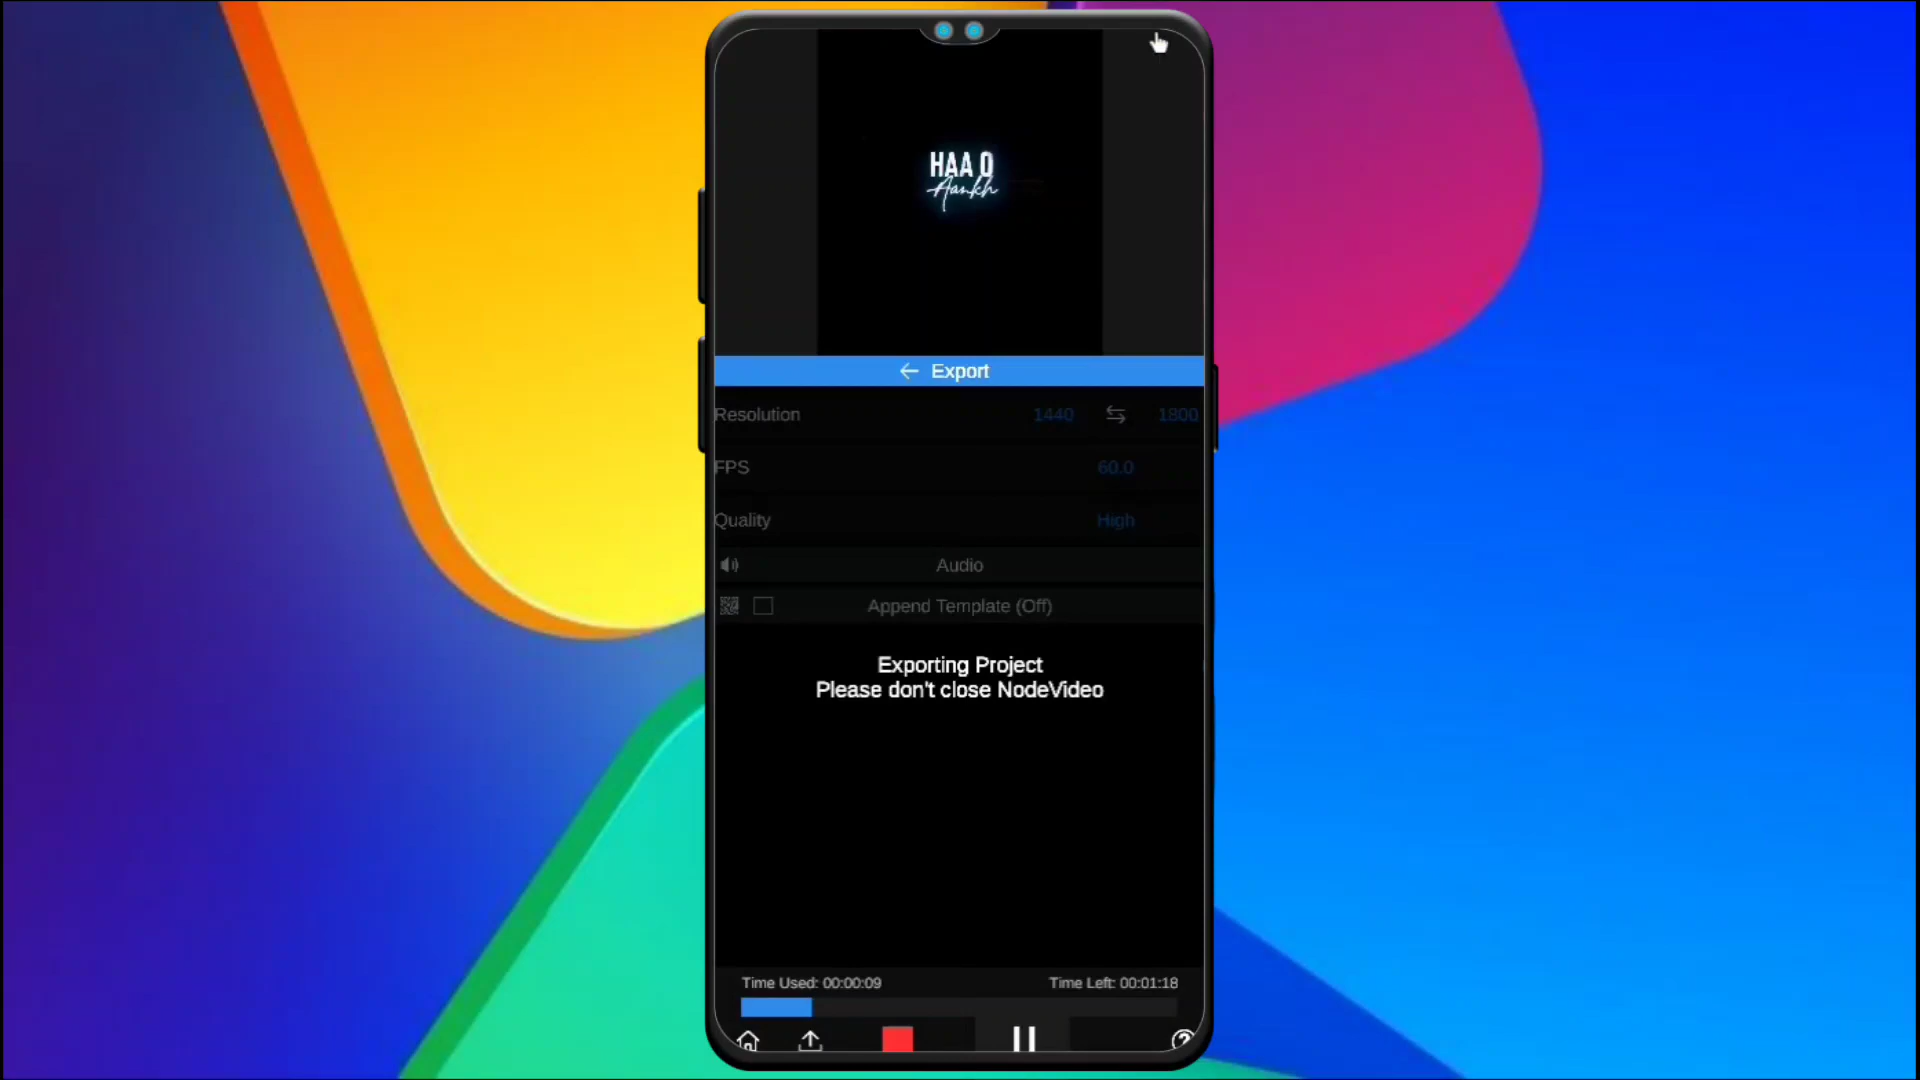 HAA O
Aankh
Export
Resolution 1440 1800
FPS 60.0
Quality High
Audio
Append Template (Off)
Exporting Project
Please don't close NodeVideo
Time Used: 00:00:09 Time Left: 00:01:18